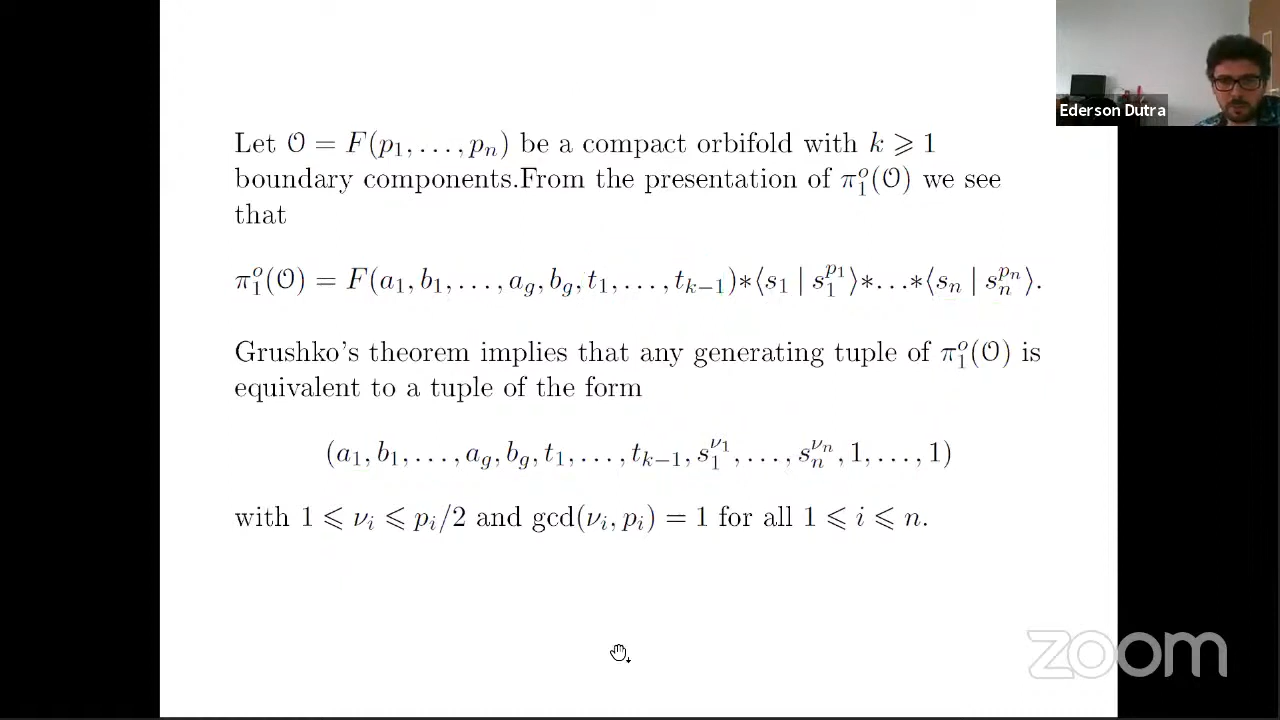 Let 𝒪 = F(p₁, …, pₙ) be a compact orbifold with k ⩾ 1
boundary components.From the presentation of π₁ᵒ(𝒪) we see
that
π₁ᵒ(𝒪) = F(a₁, b₁, …, a_g, b_g, t₁, …, t_{k−1})∗⟨s₁ | s₁^{p₁}⟩∗…∗⟨sₙ | sₙ^{pₙ}⟩.
Grushko's theorem implies that any generating tuple of π₁ᵒ(𝒪) is
equivalent to a tuple of the form
(a₁, b₁, …, a_g, b_g, t₁, …, t_{k−1}, s₁^{ν₁}, …, sₙ^{νₙ}, 1, …, 1)
with 1 ⩽ νᵢ ⩽ pᵢ/2 and gcd(νᵢ, pᵢ) = 1 for all 1 ⩽ i ⩽ n.
Ederson Dutra
zoom